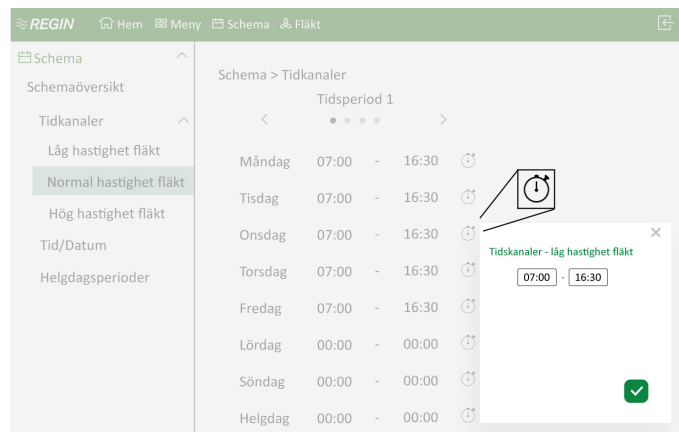 REGIN Hem Meny Schema Fläkt
Schema
Schemaöversikt
Tidkanaler
Låg hastighet fläkt
Normal hastighet fläkt
Hög hastighet fläkt
Tid/Datum
Helgdagsperioder
Schema > Tidkanaler
Tidsperiod 1
Måndag 07:00 - 16:30
Tisdag 07:00 - 16:30
Onsdag 07:00 - 16:30
Torsdag 07:00 - 16:30
Fredag 07:00 - 16:30
Lördag 00:00 - 00:00
Söndag 00:00 - 00:00
Helgdag 00:00 - 00:00
Tidskanaler - låg hastighet fläkt
07:00 - 16:30